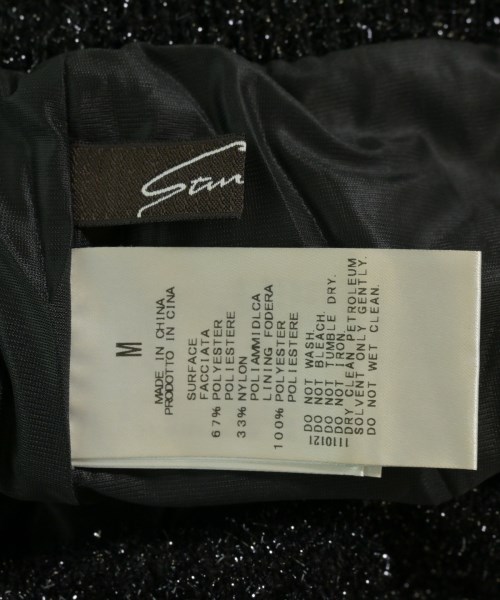 M
MADE IN CHINA
PRODOTTO IN CINA
SURFACE
FACCIATA
67% POLYESTER
POLIESTERE
33% NYLON
POLIAMMIDLCA
LINING FODERA
100% POLYESTER
POLIESTERE
DO NOT WASH.
DO NOT BLEACH.
DO NOT TUMBLE DRY.
DO NOT IRON.
DRY CLEAN PETROLEUM
SOLVENT ONLY GENTLY.
DO NOT WET CLEAN.
1110121